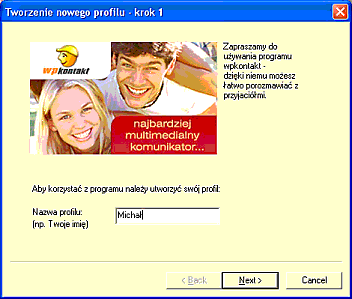 Tworzenie nowego profilu - krok 1
wpkontakt
najbardziej
multimedialny
komunikator...
Zapraszamy do
używania programu
wpkontakt -
dzięki niemu możesz
łatwo porozmawiać z
przyjaciółmi.
Aby korzystać z programu należy utworzyć swój profil:
Nazwa profilu:
(np. Twoje imię)
Michał
< Back
Next >
Cancel